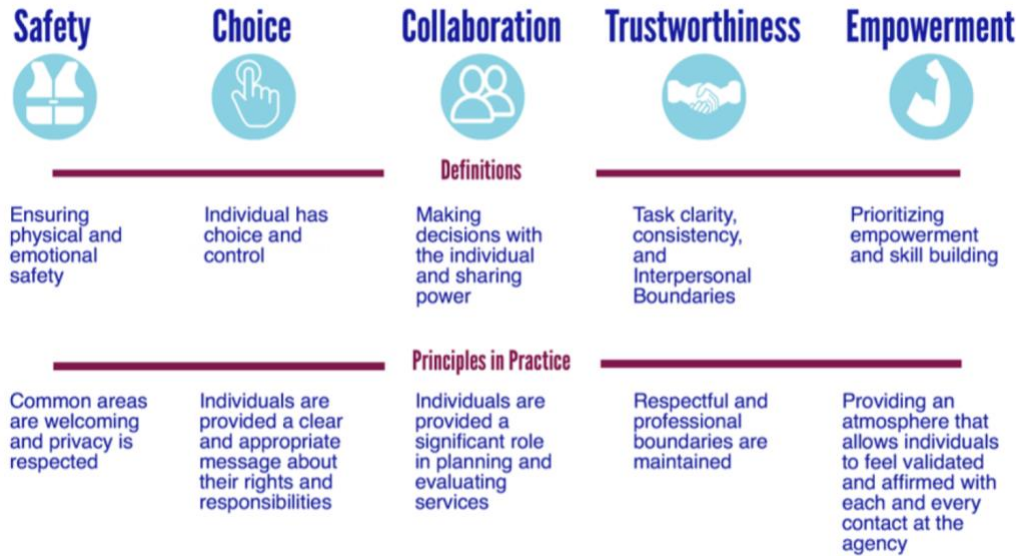 Safety
Choice
Collaboration
Trustworthiness
Empowerment
Definitions
Ensuring
physical and
emotional
safety
Individual has
choice and
control
Making
decisions with
the individual
and sharing
power
Task clarity,
consistency,
and
Interpersonal
Boundaries
Prioritizing
empowerment
and skill building
Principles in Practice
Common areas
are welcoming
and privacy is
respected
Individuals are
provided a clear
and appropriate
message about
their rights and
responsibilities
Individuals are
provided a
significant role
in planning and
evaluating
services
Respectful and
professional
boundaries are
maintained
Providing an
atmosphere that
allows individuals
to feel validated
and affirmed with
each and every
contact at the
agency